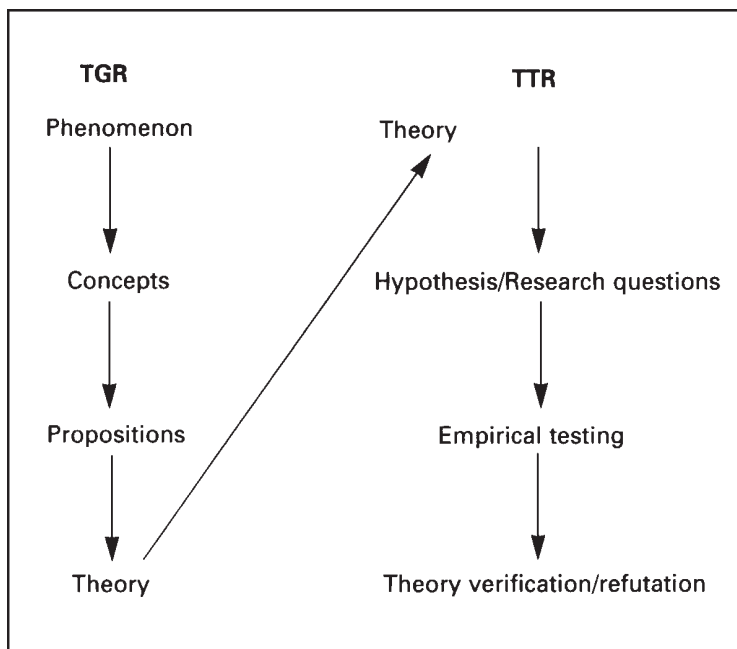 TGR
Phenomenon
Concepts
Propositions
Theory
TTR
Theory
Hypothesis/Research questions
Empirical testing
Theory verification/refutation